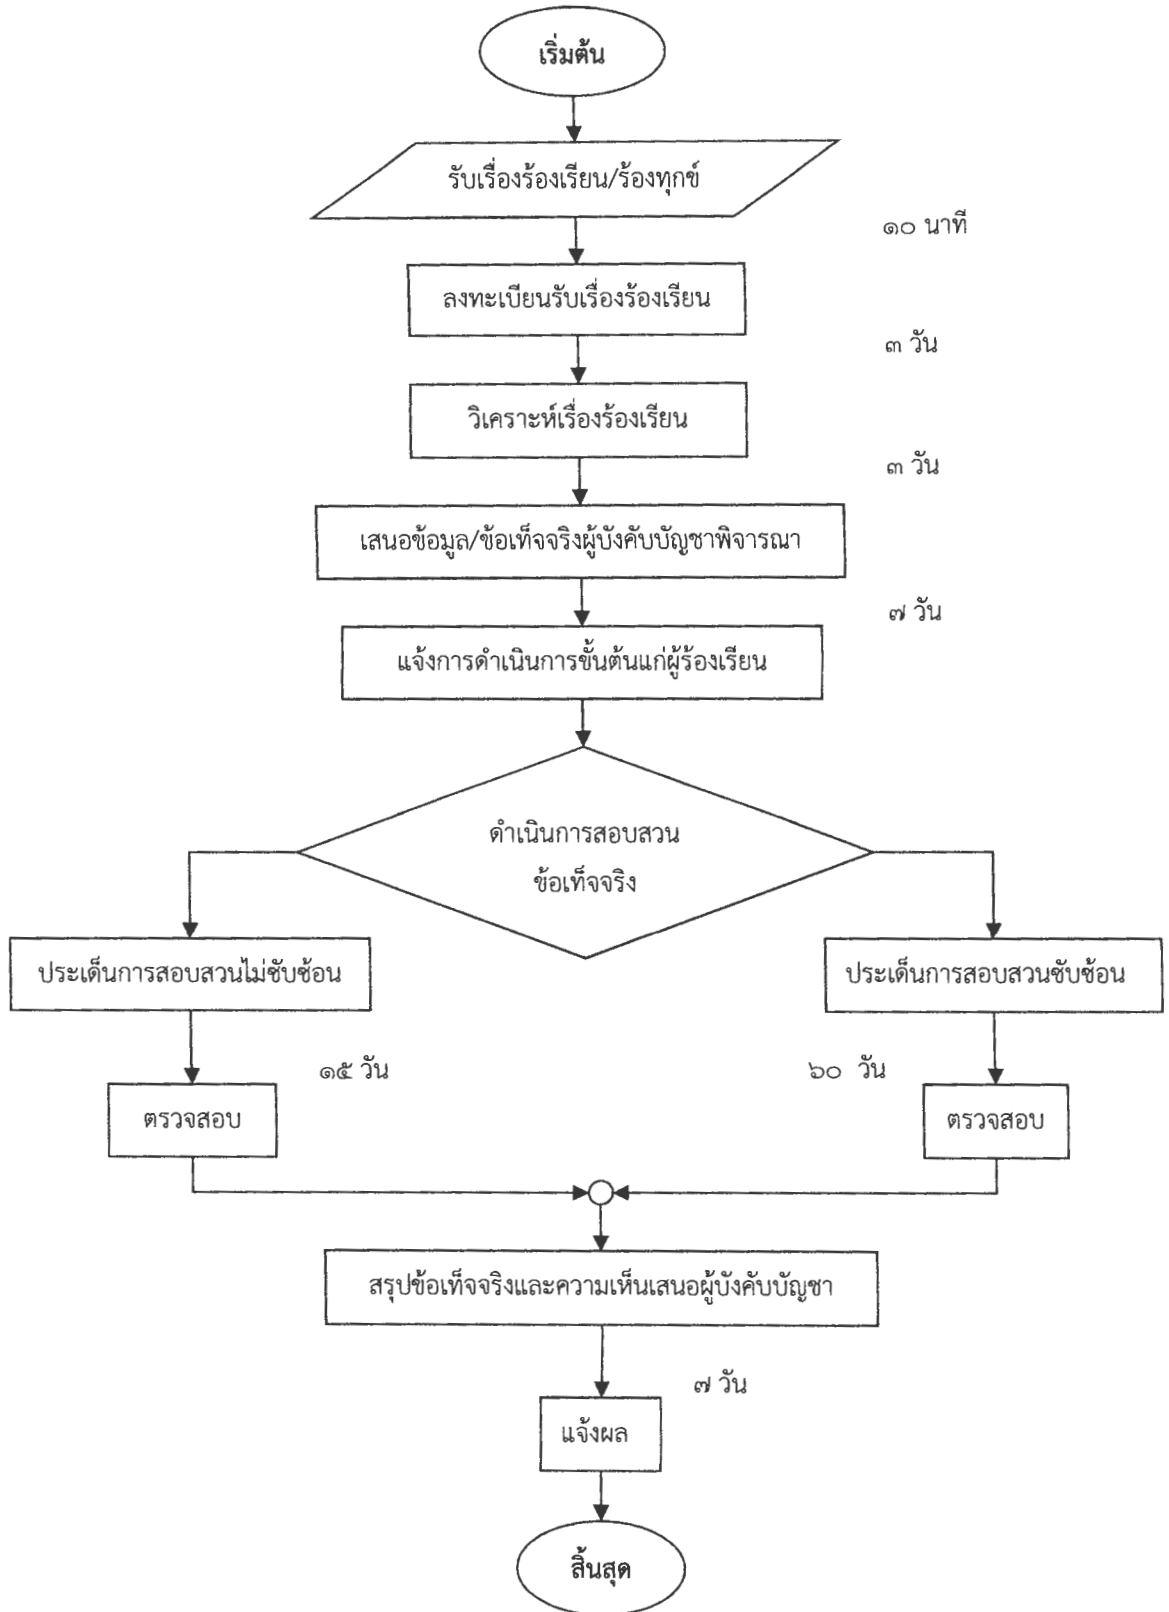 เริ่มต้น
รับเรื่องร้องเรียน/ร้องทุกข์
๑๐ นาที
ลงทะเบียนรับเรื่องร้องเรียน
๓ วัน
วิเคราะห์เรื่องร้องเรียน
๓ วัน
เสนอข้อมูล/ข้อเท็จจริงผู้บังคับบัญชาพิจารณา
๗ วัน
แจ้งการดำเนินการขั้นต้นแก่ผู้ร้องเรียน
ดำเนินการสอบสวน
ข้อเท็จจริง
ประเด็นการสอบสวนไม่ซับซ้อน
ประเด็นการสอบสวนซับซ้อน
๑๕ วัน
๖๐ วัน
ตรวจสอบ
ตรวจสอบ
สรุปข้อเท็จจริงและความเห็นเสนอผู้บังคับบัญชา
๗ วัน
แจ้งผล
สิ้นสุด